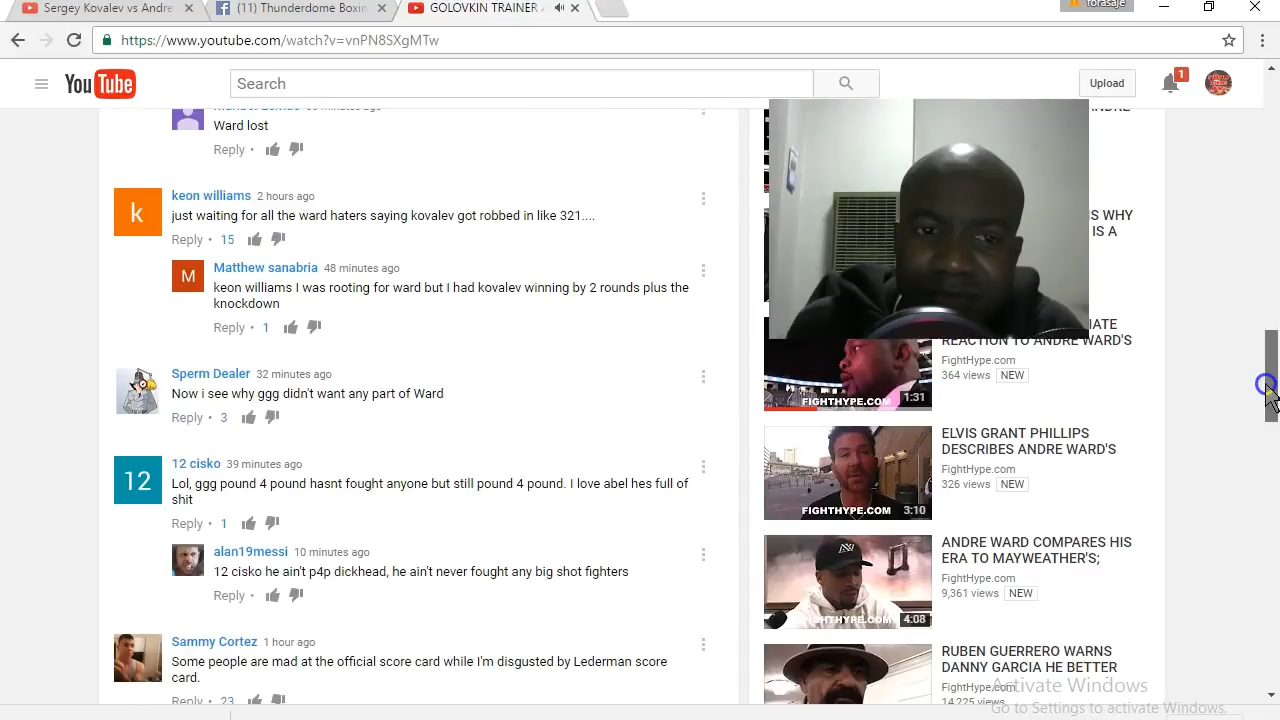 Sergey Kovalev vs Andre
(11) Thunderdome Boxin
GOLOVKIN TRAINER
https://www.youtube.com/watch?v=vnPN8SXgMTw
YouTube
Search
Upload
1
Ward lost
Reply •
k
keon williams 2 hours ago
just waiting for all the ward haters saying kovalev got robbed in like 321....
Reply • 15
M
Matthew sanabria 48 minutes ago
keon williams I was rooting for ward but I had kovalev winning by 2 rounds plus the
knockdown
Reply • 1
Sperm Dealer 32 minutes ago
Now i see why ggg didn't want any part of Ward
Reply • 3
12
12 cisko 39 minutes ago
Lol, ggg pound 4 pound hasnt fought anyone but still pound 4 pound. I love abel hes full of
shit
Reply • 1
alan19messi 10 minutes ago
12 cisko he ain't p4p dickhead, he ain't never fought any big shot fighters
Reply •
Sammy Cortez 1 hour ago
Some people are mad at the official score card while I'm disgusted by Lederman score
card.
Reply • 23
S WHY
IS A
IATE
REACTION TO ANDRE WARD'S
FightHype.com
364 views NEW
FIGHTHYPE.COM 1:31
ELVIS GRANT PHILLIPS
DESCRIBES ANDRE WARD'S
FightHype.com
326 views NEW
FIGHTHYPE.COM 3:10
ANDRE WARD COMPARES HIS
ERA TO MAYWEATHER'S;
FightHype.com
9,361 views NEW
FIGHTHYPE.COM 4:08
RUBEN GUERRERO WARNS
DANNY GARCIA HE BETTER
FightHype.com
14,225 views
Activate Windows
Go to Settings to activate Windows.